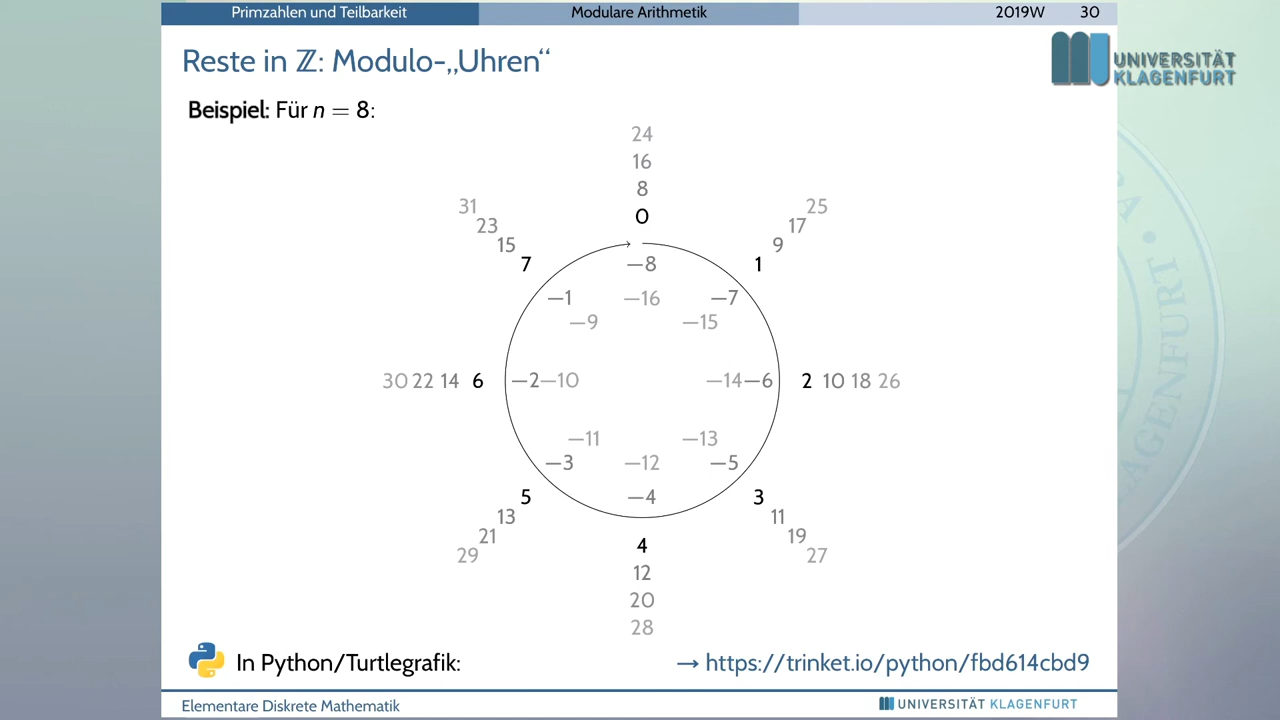 Primzahlen und Teilbarkeit
Modulare Arithmetik
2019W 30
Reste in ℤ: Modulo-„Uhren“
UNIVERSITÄT
KLAGENFURT
Beispiel: Für n = 8:
24
16
8
0
31
23
15
7
25
17
9
1
−8
−16
−1
−9
−7
−15
30 22 14 6 −2 −10 −14 −6 2 10 18 26
−11
−3
−13
−5
−12
−4
5
13
21
29
3
11
19
27
4
12
20
28
In Python/Turtlegrafik:
→ https://trinket.io/python/fbd614cbd9
Elementare Diskrete Mathematik
UNIVERSITÄT KLAGENFURT
A • KLAGENFURT